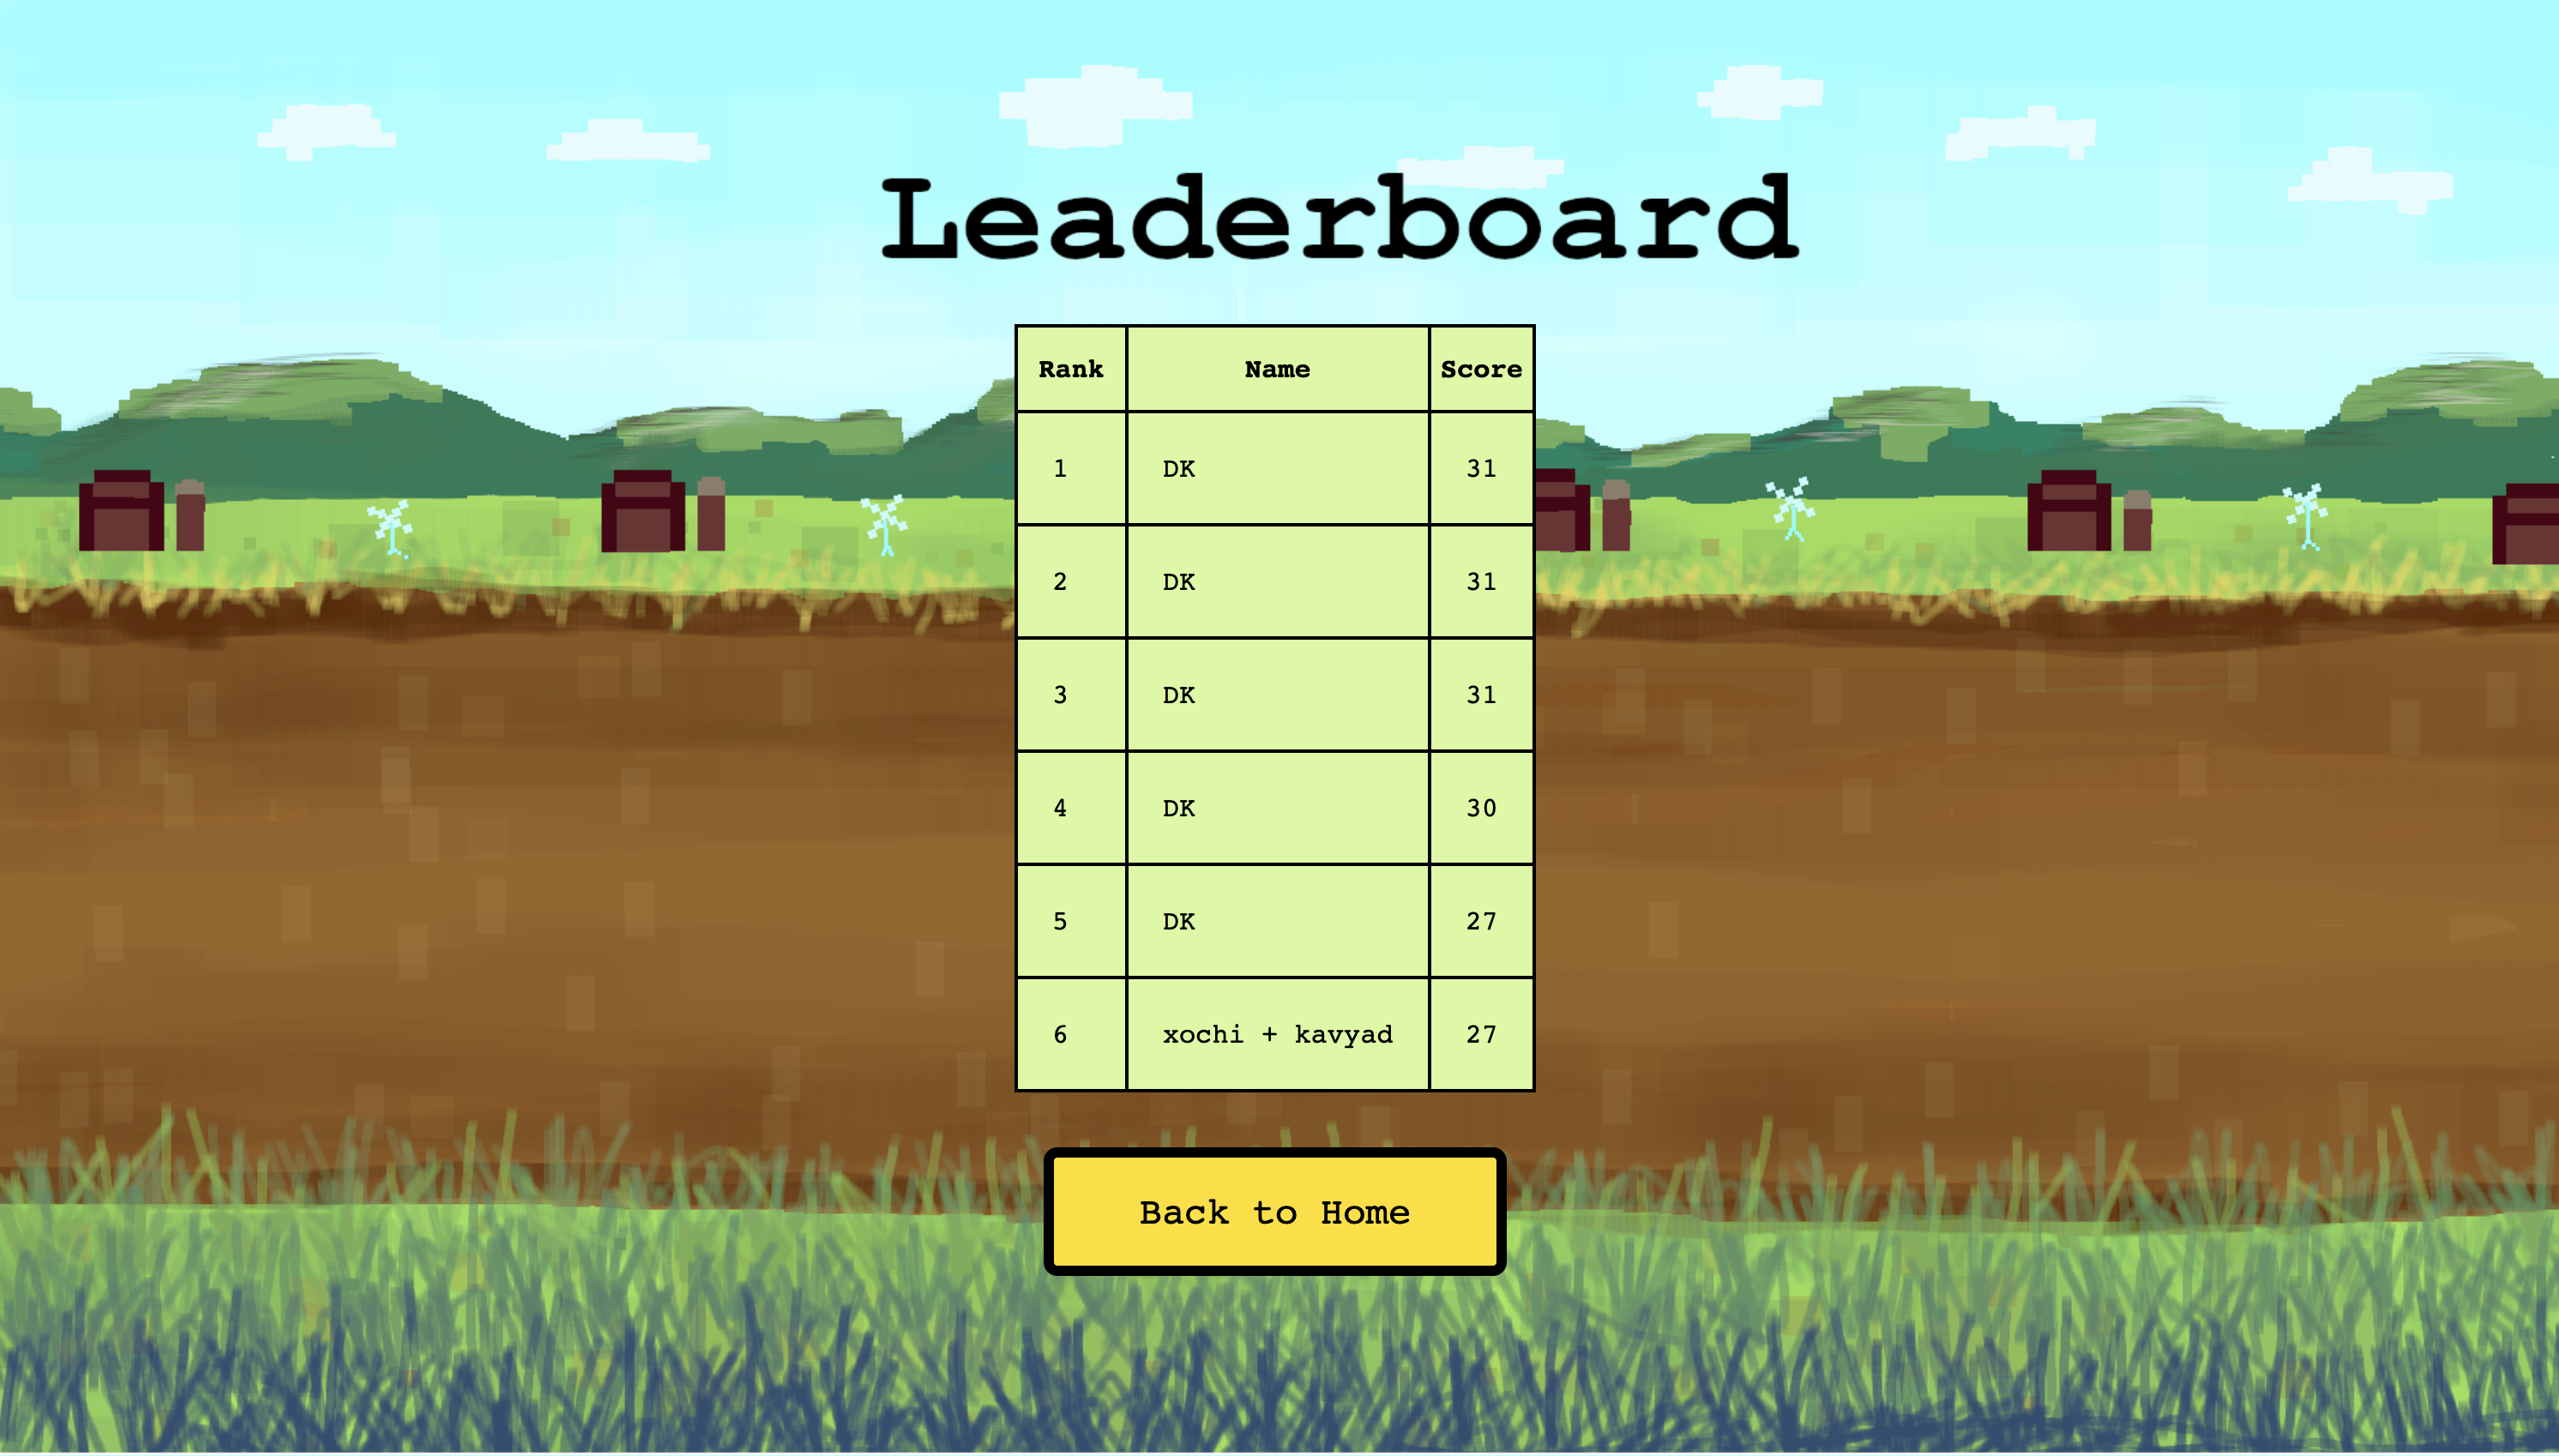 Leaderboard
Rank Name Score
1 DK 31
2 DK 31
3 DK 31
4 DK 30
5 DK 27
6 xochi + kavyad 27
Back to Home